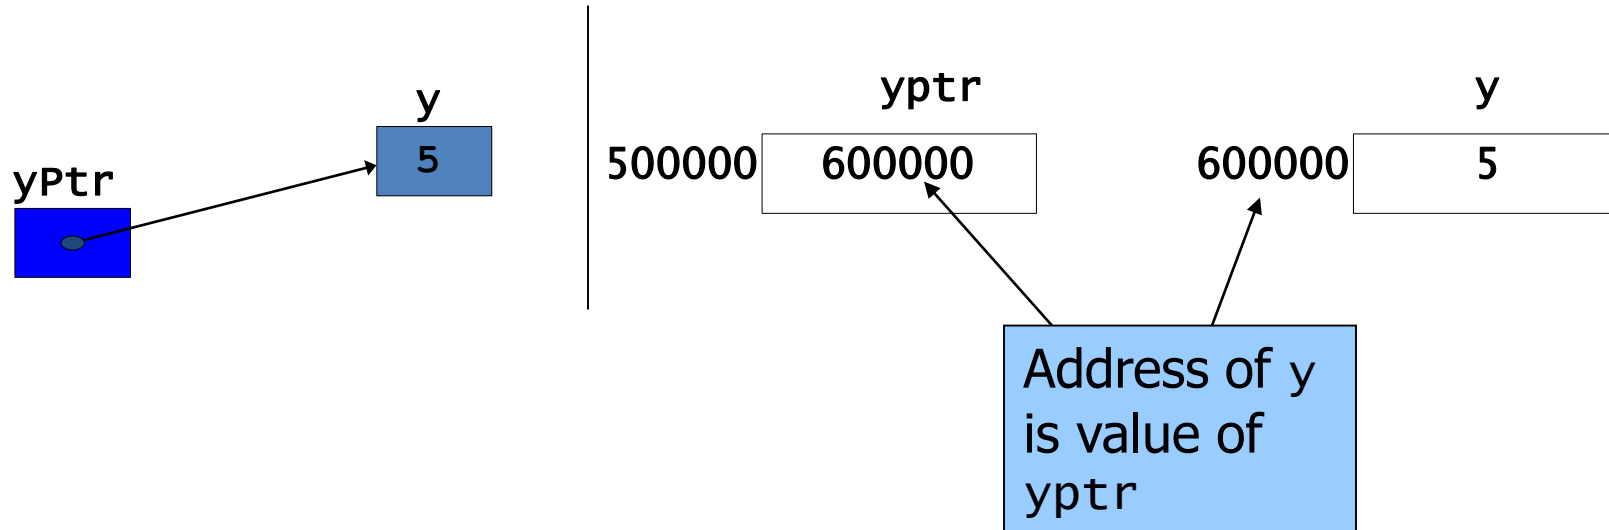 y
5
yPtr
yptr
y
500000 600000
600000 5
Address of y
is value of
yptr